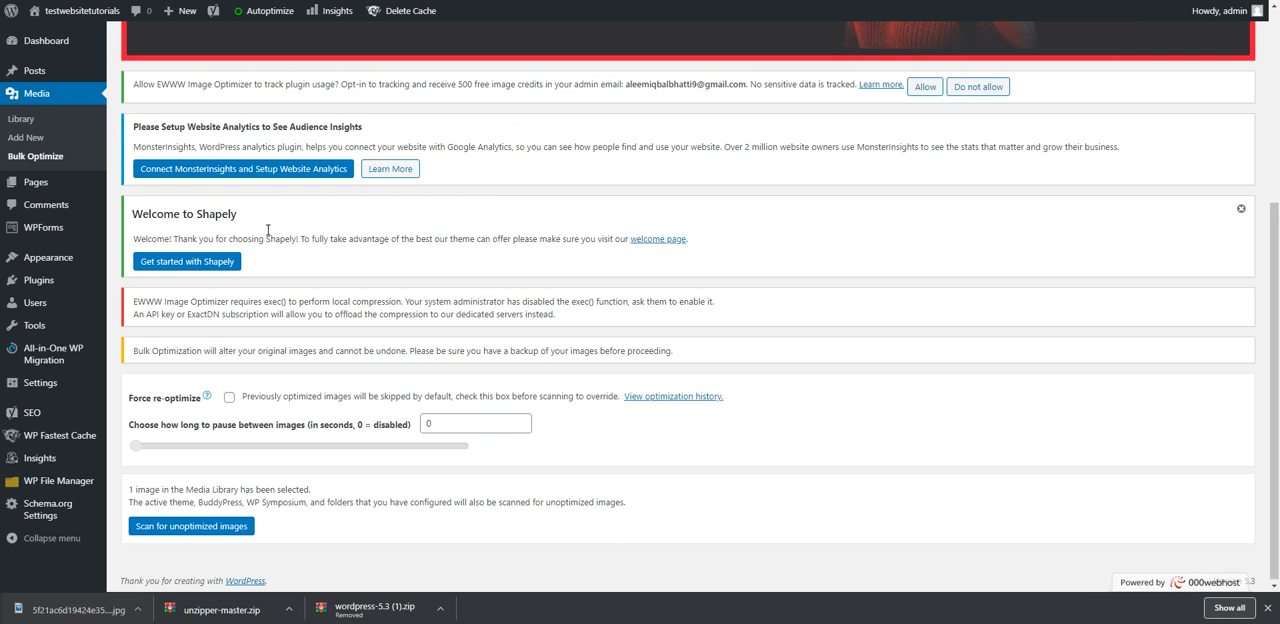 testwebsitetutorials
0
New
Autoptimize
Insights
Delete Cache
Howdy, admin
Dashboard
Posts
Media
Library
Add New
Bulk Optimize
Pages
Comments
WPForms
Appearance
Plugins
Users
Tools
All-in-One WP
Migration
Settings
SEO
WP Fastest Cache
Insights
WP File Manager
Schema.org
Settings
Collapse menu
Allow EWWW Image Optimizer to track plugin usage? Opt-in to tracking and receive 500 free image credits in your admin email: aleemiqbalbhatti9@gmail.com. No sensitive data is tracked. Learn more. Allow Do not allow
Please Setup Website Analytics to See Audience Insights
MonsterInsights, WordPress analytics plugin, helps you connect your website with Google Analytics, so you can see how people find and use your website. Over 2 million website owners use MonsterInsights to see the stats that matter and grow their business.
Connect MonsterInsights and Setup Website Analytics
Learn More
Welcome to Shapely
Welcome! Thank you for choosing Shapely! To fully take advantage of the best our theme can offer please make sure you visit our welcome page.
Get started with Shapely
EWWW Image Optimizer requires exec() to perform local compression. Your system administrator has disabled the exec() function, ask them to enable it.
An API key or ExactDN subscription will allow you to offload the compression to our dedicated servers instead.
Bulk Optimization will alter your original images and cannot be undone. Please be sure you have a backup of your images before proceeding.
Force re-optimize ? Previously optimized images will be skipped by default, check this box before scanning to override. View optimization history.
Choose how long to pause between images (in seconds, 0 = disabled) 0
1 image in the Media Library has been selected.
The active theme, BuddyPress, WP Symposium, and folders that you have configured will also be scanned for unoptimized images.
Scan for unoptimized images
Thank you for creating with WordPress.
Powered by 000webhost
5.3
5f21ac6d19424e35....jpg
unzipper-master.zip
wordpress-5.3 (1).zip
Removed
Show all